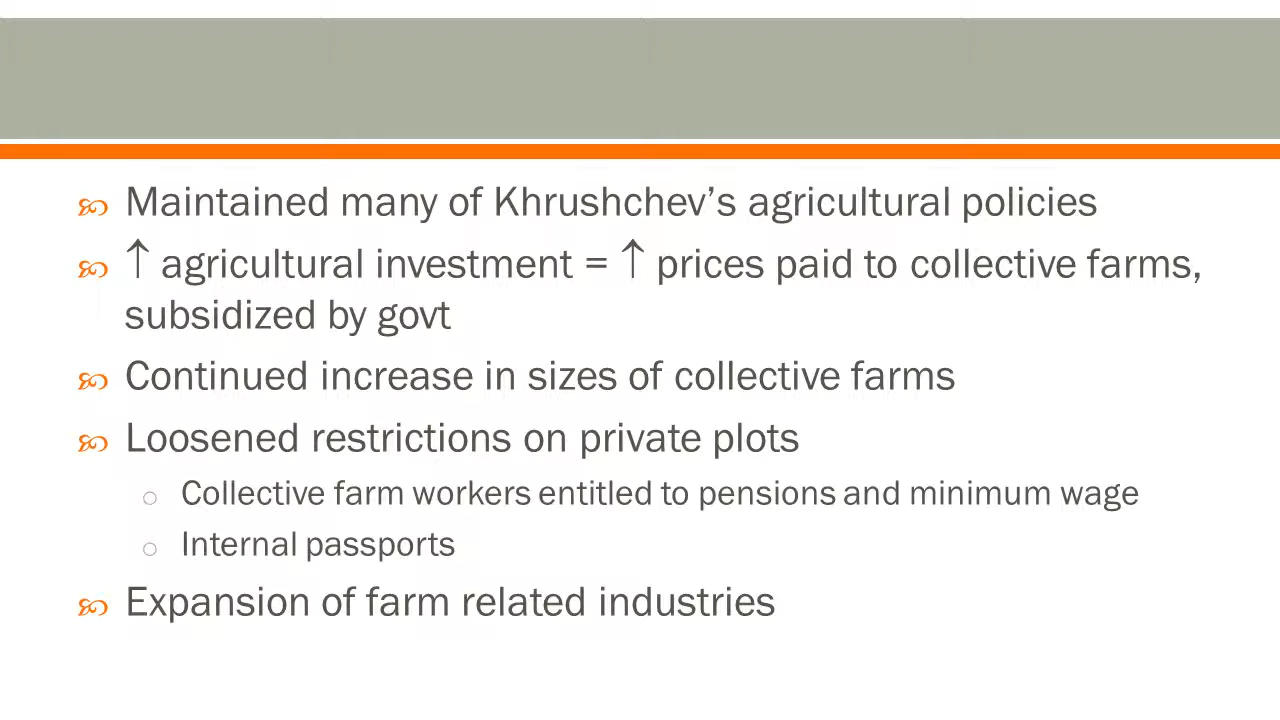 Maintained many of Khrushchev’s agricultural policies
↑ agricultural investment = ↑ prices paid to collective farms,
subsidized by govt
Continued increase in sizes of collective farms
Loosened restrictions on private plots
Collective farm workers entitled to pensions and minimum wage
Internal passports
Expansion of farm related industries